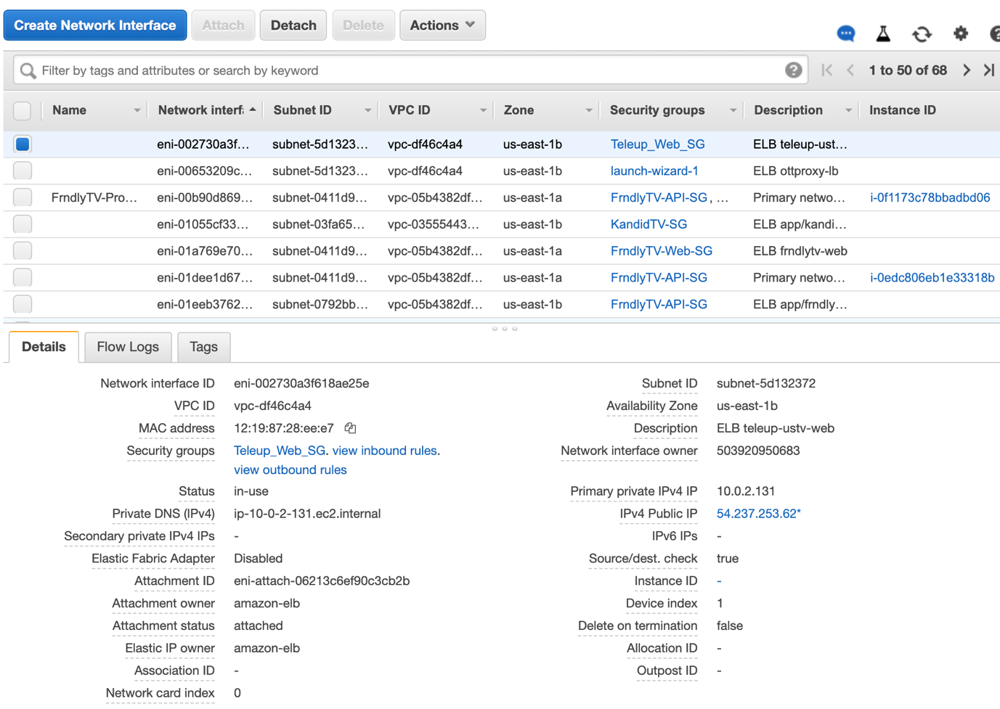 Create Network Interface Attach Detach Delete Actions
Filter by tags and attributes or search by keyword ? 1 to 50 of 68
Name Network interf Subnet ID VPC ID Zone Security groups Description Instance ID
eni-002730a3f... subnet-5d1323... vpc-df46c4a4 us-east-1b Teleup_Web_SG ELB teleup-ust...
eni-00653209c... subnet-5d1323... vpc-df46c4a4 us-east-1b launch-wizard-1 ELB ottproxy-lb
FrndlyTV-Pro... eni-00b90d869... subnet-0411d9... vpc-05b4382df... us-east-1a FrndlyTV-API-SG, ... Primary netwo... i-0f1173c78bbadbd06
eni-01055cf33... subnet-03fa65... vpc-03555443... us-east-1b KandidTV-SG ELB app/kandi...
eni-01a769e70... subnet-0411d9... vpc-05b4382df... us-east-1a FrndlyTV-Web-SG ELB frndlytv-web
eni-01dee1d67... subnet-0411d9... vpc-05b4382df... us-east-1a FrndlyTV-API-SG Primary netwo... i-0edc806eb1e33318b
eni-01eeb3762... subnet-0792bb... vpc-05b4382df... us-east-1b FrndlyTV-API-SG ELB app/frndly...
Details Flow Logs Tags
Network interface ID eni-002730a3f618ae25e Subnet ID subnet-5d132372
VPC ID vpc-df46c4a4 Availability Zone us-east-1b
MAC address 12:19:87:28:ee:e7 Description ELB teleup-ustv-web
Security groups Teleup_Web_SG. view inbound rules. Network interface owner 503920950683
view outbound rules
Status in-use Primary private IPv4 IP 10.0.2.131
Private DNS (IPv4) ip-10-0-2-131.ec2.internal IPv4 Public IP 54.237.253.62*
Secondary private IPv4 IPs - IPv6 IPs -
Elastic Fabric Adapter Disabled Source/dest. check true
Attachment ID eni-attach-06213c6ef90c3cb2b Instance ID -
Attachment owner amazon-elb Device index 1
Attachment status attached Delete on termination false
Elastic IP owner amazon-elb Allocation ID -
Association ID - Outpost ID -
Network card index 0